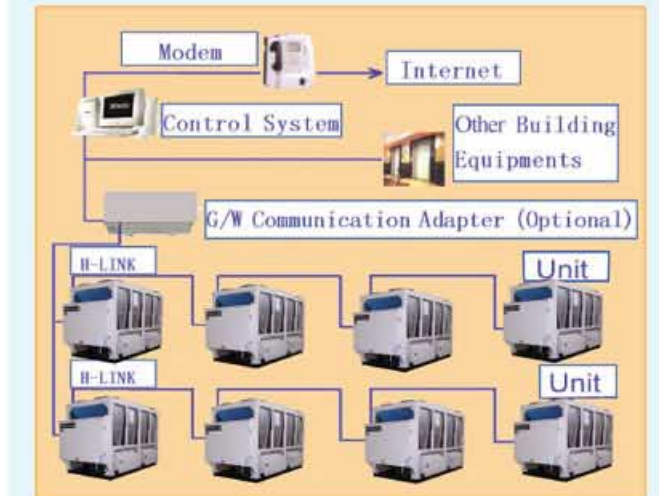 Modem
Internet
Control System
Other Building
Equipments
G/W Communication Adapter (Optional)
H-LINK
Unit
H-LINK
Unit